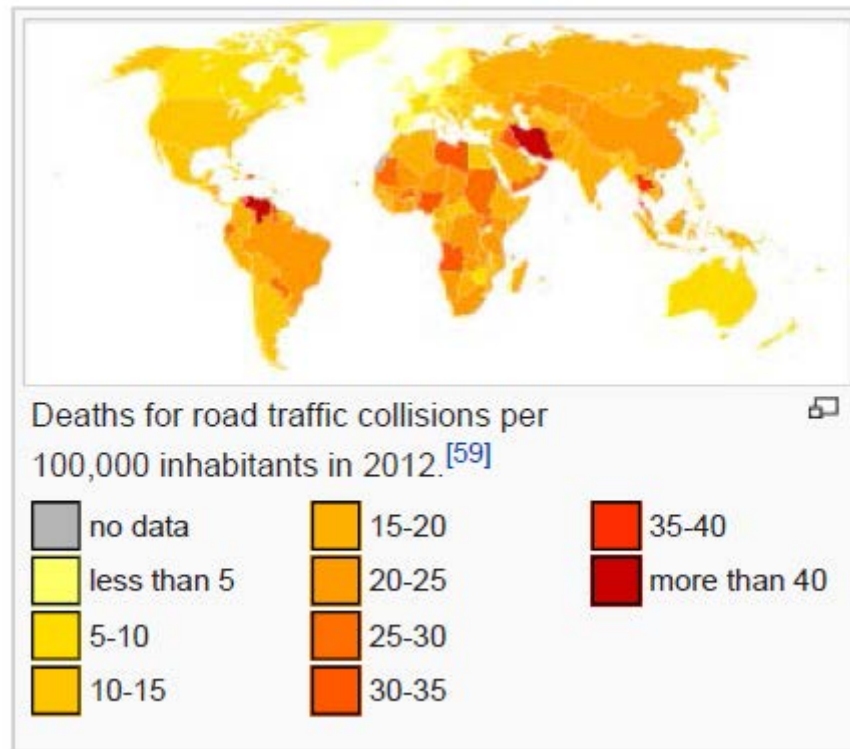 Deaths for road traffic collisions per
100,000 inhabitants in 2012.[59]
no data
less than 5
5-10
10-15
15-20
20-25
25-30
30-35
35-40
more than 40